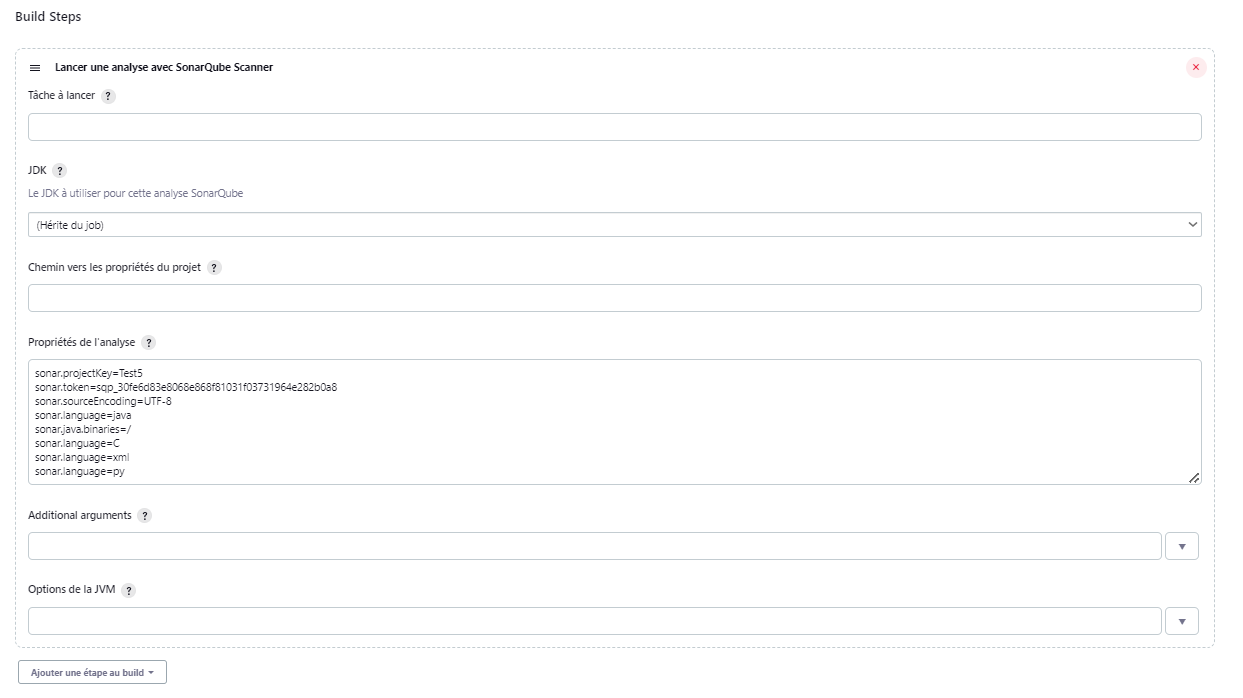 Build Steps
Lancer une analyse avec SonarQube Scanner
Tâche à lancer ?
JDK ?
Le JDK à utiliser pour cette analyse SonarQube
(Hérite du job)
Chemin vers les propriétés du projet ?
Propriétés de l'analyse ?
sonar.projectKey=Test5
sonar.token=sqp_30fe6d83e8068e868f81031f03731964e282b0a8
sonar.sourceEncoding=UTF-8
sonar.language=java
sonar.java.binaries=/
sonar.language=C
sonar.language=xml
sonar.language=py
Additional arguments ?
Options de la JVM ?
Ajouter une étape au build